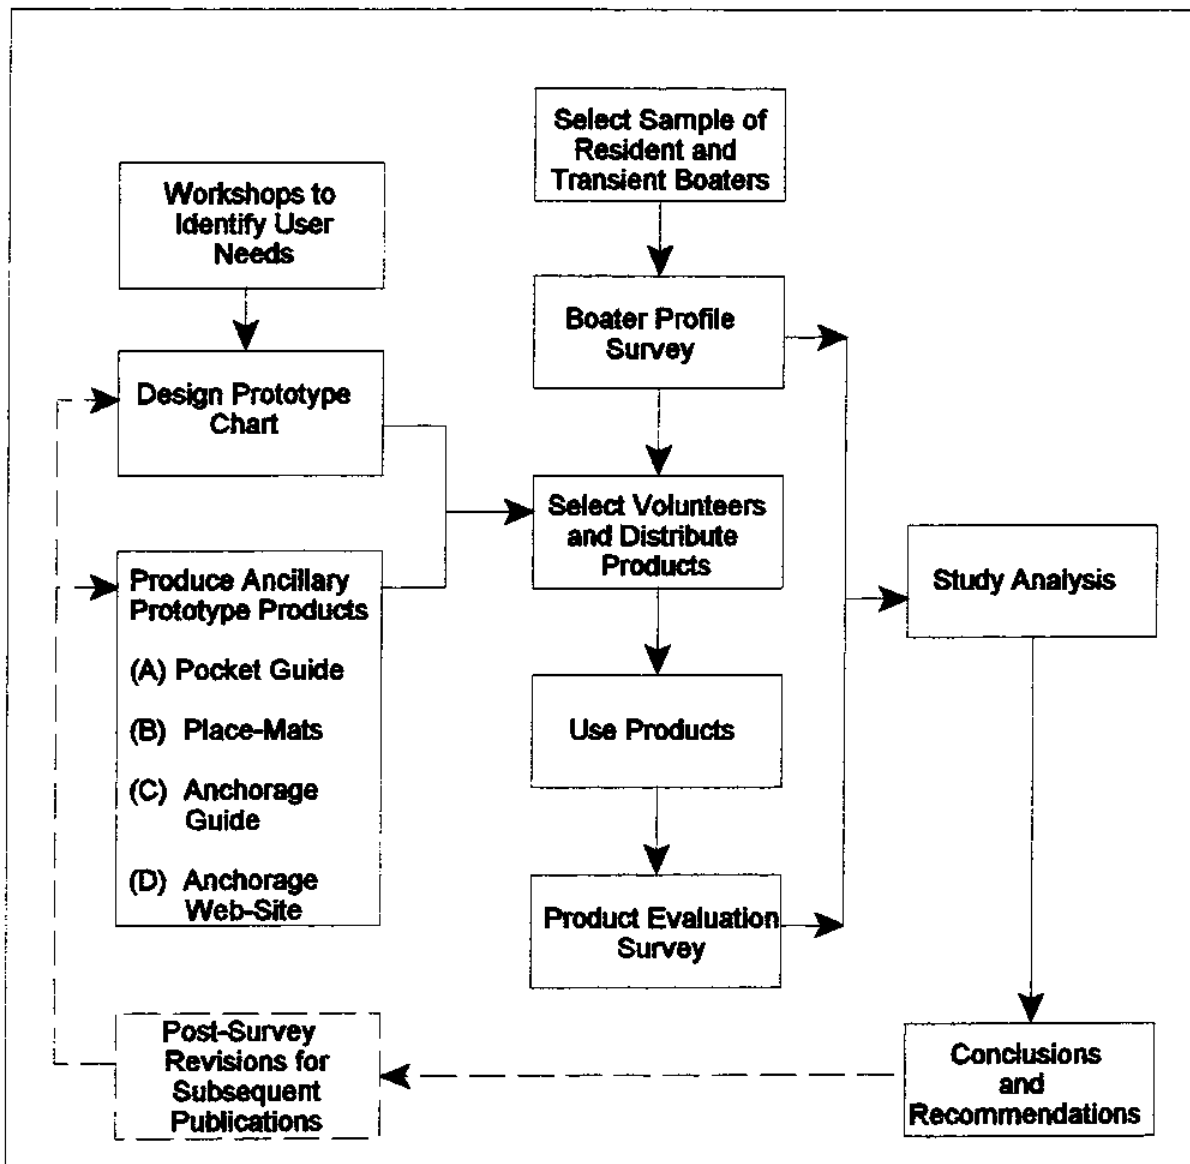 Select Sample of
Resident and
Transient Boaters
Workshops to
Identify User
Needs
Boater Profile
Survey
Design Prototype
Chart
Select Volunteers
and Distribute
Products
Produce Ancillary
Prototype Products
(A) Pocket Guide
(B) Place-Mats
(C) Anchorage
Guide
(D) Anchorage
Web-Site
Study Analysis
Use Products
Product Evaluation
Survey
Post-Survey
Revisions for
Subsequent
Publications
Conclusions
and
Recommendations